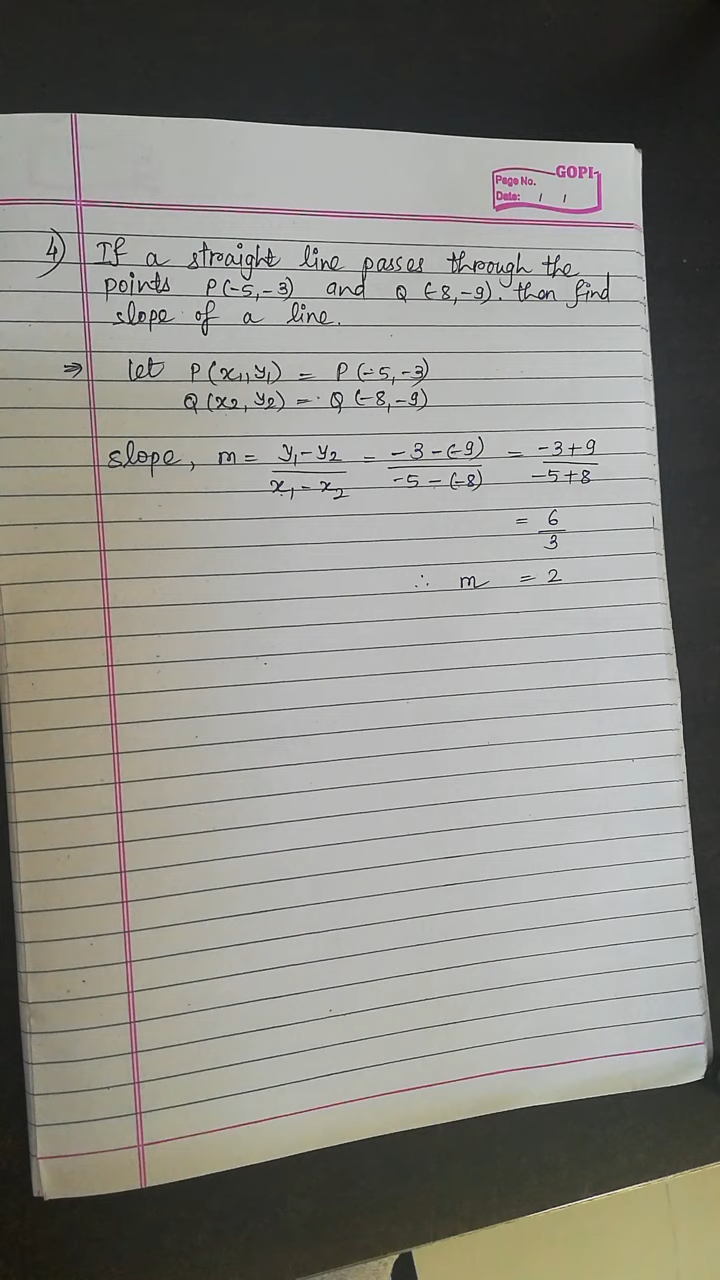 GOPI
Page No.
Date: / /
4) If a straight line passes through the
points P(-5,-3) and Q (-8,-9). then find
slope of a line.
⇒ let P(x₁,y₁) = P(-5,-3)
Q(x₂, y₂) = Q(-8,-9)
slope, m = y₁-y₂ / x₁-x₂ = -3-(-9) / -5-(-8) = -3+9 / -5+8
= 6/3
∴ m = 2